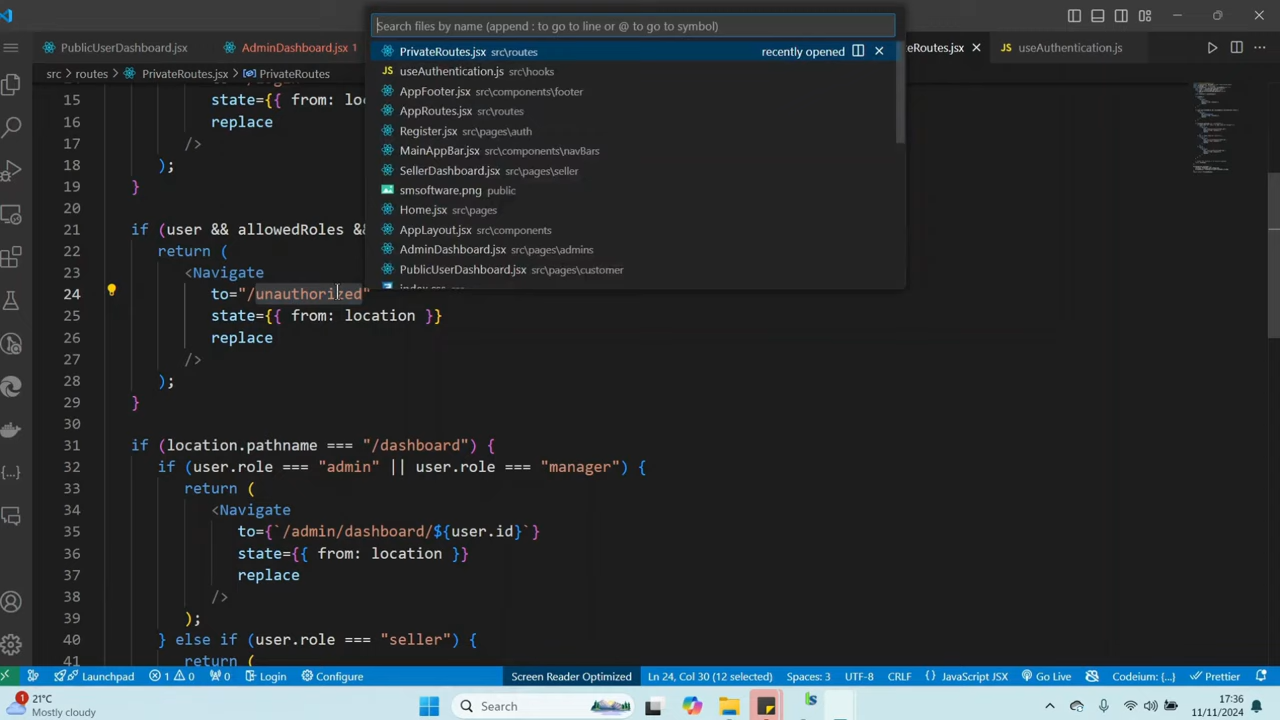 Search files by name (append : to go to line or @ to go to symbol)
PublicUserDashboard.jsx
AdminDashboard.jsx 1
Routes.jsx
useAuthentication.js
src > routes > PrivateRoutes.jsx > PrivateRoutes
PrivateRoutes.jsx src\routes
recently opened
useAuthentication.js src\hooks
AppFooter.jsx src\components\footer
AppRoutes.jsx src\routes
Register.jsx src\pages\auth
MainAppBar.jsx src\components\navBars
SellerDashboard.jsx src\pages\seller
smsoftware.png public
Home.jsx src\pages
AppLayout.jsx src\components
AdminDashboard.jsx src\pages\admins
PublicUserDashboard.jsx src\pages\customer
index.css src
15 state={{ from: loc
16 replace
17 />
18 );
19 }
20
21 if (user && allowedRoles &&
22 return (
23 <Navigate
24 to="/unauthorized"
25 state={{ from: location }}
26 replace
27 />
28 );
29 }
30
31 if (location.pathname === "/dashboard") {
32 if (user.role === "admin" || user.role === "manager") {
33 return (
34 <Navigate
35 to={`/admin/dashboard/${user.id}`}
36 state={{ from: location }}
37 replace
38 />
39 );
40 } else if (user.role === "seller") {
41 return (
Launchpad 1 0 0 Login Configure
Screen Reader Optimized Ln 24, Col 30 (12 selected) Spaces: 3 UTF-8 CRLF { } JavaScript JSX Go Live Codeium: {...} Prettier
1
21°C
Mostly cloudy
Search
17:36
11/11/2024